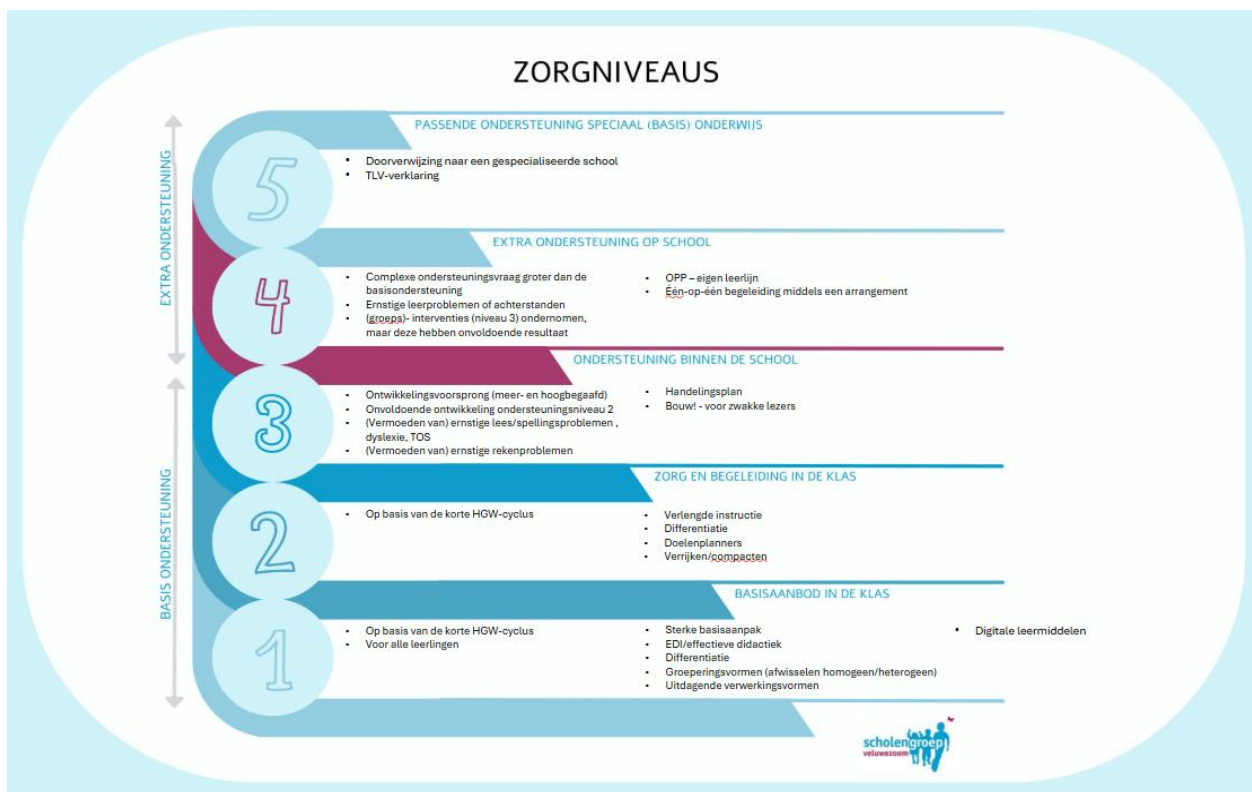 ZORGNIVEAUS
EXTRA ONDERSTEUNING
BASIS ONDERSTEUNING
5
PASSENDE ONDERSTEUNING SPECIAAL (BASIS) ONDERWIJS
• Doorverwijzing naar een gespecialiseerde school
• TLV-verklaring
4
EXTRA ONDERSTEUNING OP SCHOOL
• Complexe ondersteuningsvraag groter dan de
basisondersteuning
• Ernstige leerproblemen of achterstanden
• (groeps)- interventies (niveau 3) ondernomen,
maar deze hebben onvoldoende resultaat
• OPP – eigen leerlijn
• Één-op-één begeleiding middels een arrangement
3
ONDERSTEUNING BINNEN DE SCHOOL
• Ontwikkelingsvoorsprong (meer- en hoogbegaafd)
• Onvoldoende ontwikkeling ondersteuningsniveau 2
• (Vermoeden van) ernstige lees/spellingsproblemen ,
dyslexie, TOS
• (Vermoeden van) ernstige rekenproblemen
• Handelingsplan
• Bouw! - voor zwakke lezers
2
ZORG EN BEGELEIDING IN DE KLAS
• Op basis van de korte HGW-cyclus
• Verlengde instructie
• Differentiatie
• Doelenplanners
• Verrijken/compacten
1
BASISAANBOD IN DE KLAS
• Op basis van de korte HGW-cyclus
• Voor alle leerlingen
• Sterke basisaanpak
• EDI/effectieve didactiek
• Differentiatie
• Groeperingsvormen (afwisselen homogeen/heterogeen)
• Uitdagende verwerkingsvormen
• Digitale leermiddelen
scholengroep
veluwezoom